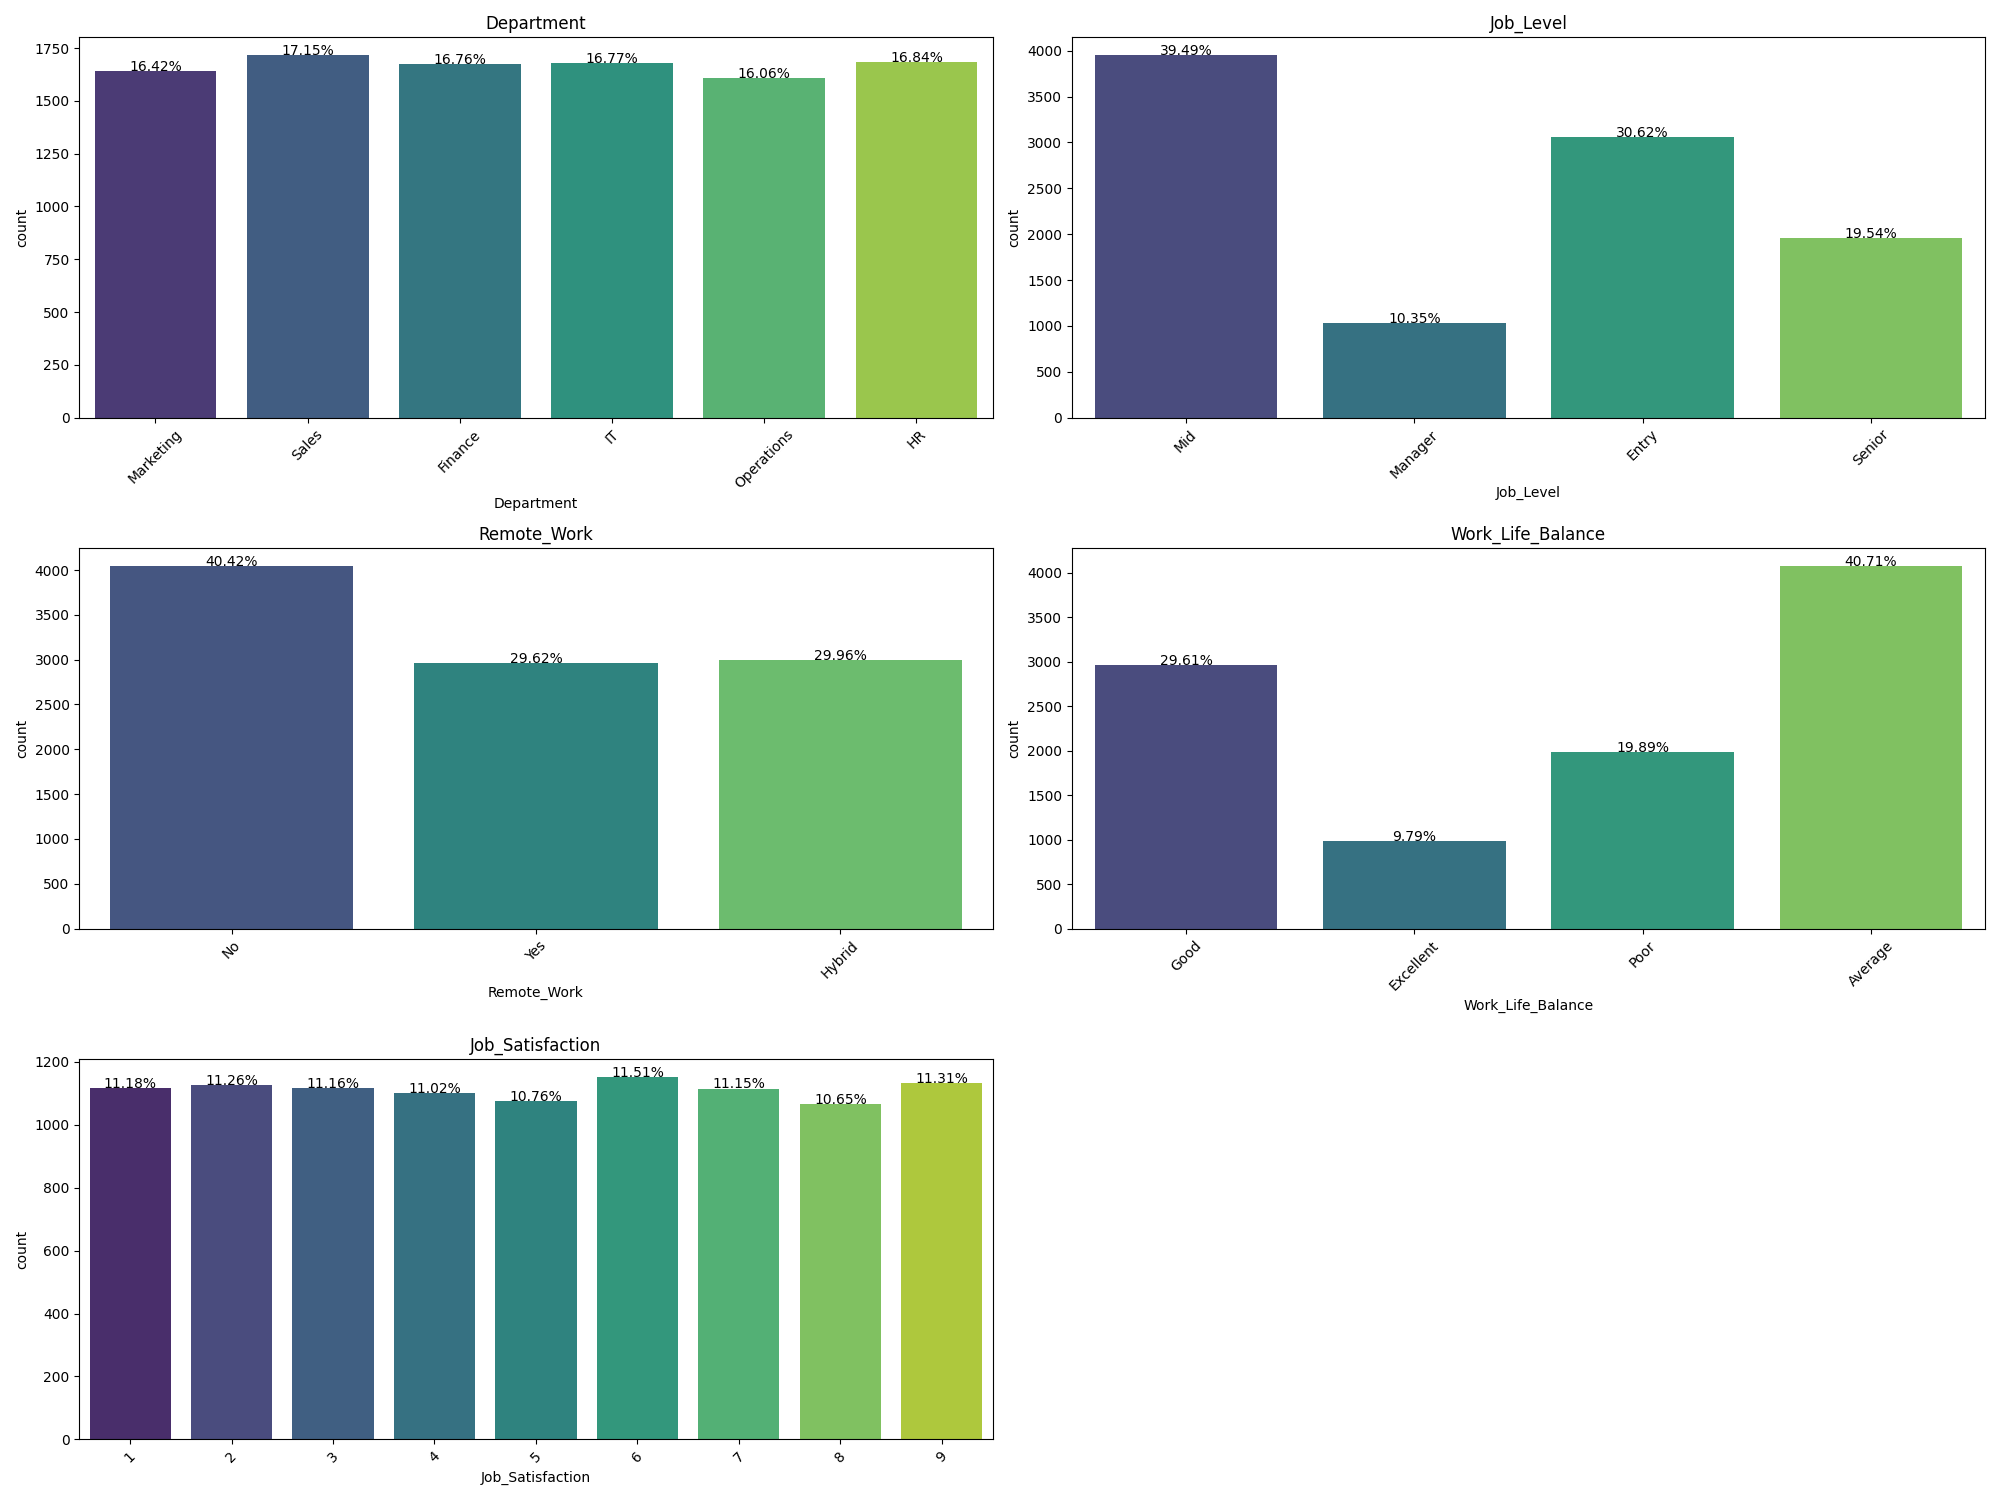 Department
1750
1500
1250
1000
750
500
250
0
count
16.42%
17.15%
16.76%
16.77%
16.06%
16.84%
Marketing
Sales
Finance
IT
Operations
HR
Department
Job_Level
4000
3500
3000
2500
2000
1500
1000
500
0
count
39.49%
10.35%
30.62%
19.54%
Mid
Manager
Entry
Senior
Job_Level
Remote_Work
4000
3500
3000
2500
2000
1500
1000
500
0
count
40.42%
29.62%
29.96%
No
Yes
Hybrid
Remote_Work
Work_Life_Balance
4000
3500
3000
2500
2000
1500
1000
500
0
count
29.61%
9.79%
19.89%
40.71%
Good
Excellent
Poor
Average
Work_Life_Balance
Job_Satisfaction
1200
1000
800
600
400
200
0
count
11.18%
11.26%
11.16%
11.02%
10.76%
11.51%
11.15%
10.65%
11.31%
1
2
3
4
5
6
7
8
9
Job_Satisfaction